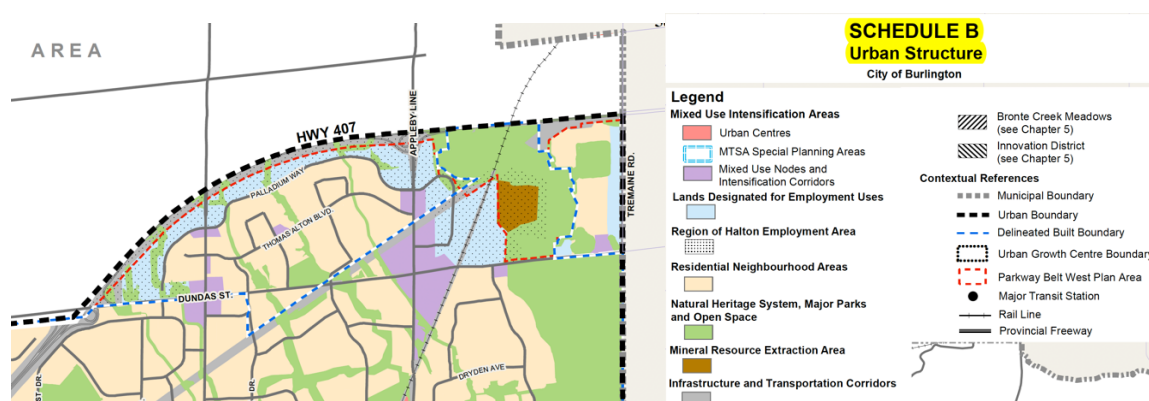 AREA
HWY 407
APPLEBY LINE
TREMAINE RD.
PALLADIUM WAY
THOMAS ALTON BLVD.
DUNDAS ST.
ST.
DR.
DR.
DRYDEN AVE
SCHEDULE B
Urban Structure
City of Burlington
Legend
Mixed Use Intensification Areas
Urban Centres
MTSA Special Planning Areas
Mixed Use Nodes and
Intensification Corridors
Lands Designated for Employment Uses
Region of Halton Employment Area
Residential Neighbourhood Areas
Natural Heritage System, Major Parks
and Open Space
Mineral Resource Extraction Area
Infrastructure and Transportation Corridors
Bronte Creek Meadows
(see Chapter 5)
Innovation District
(see Chapter 5)
Contextual References
Municipal Boundary
Urban Boundary
Delineated Built Boundary
Urban Growth Centre Boundary
Parkway Belt West Plan Area
Major Transit Station
Rail Line
Provincial Freeway